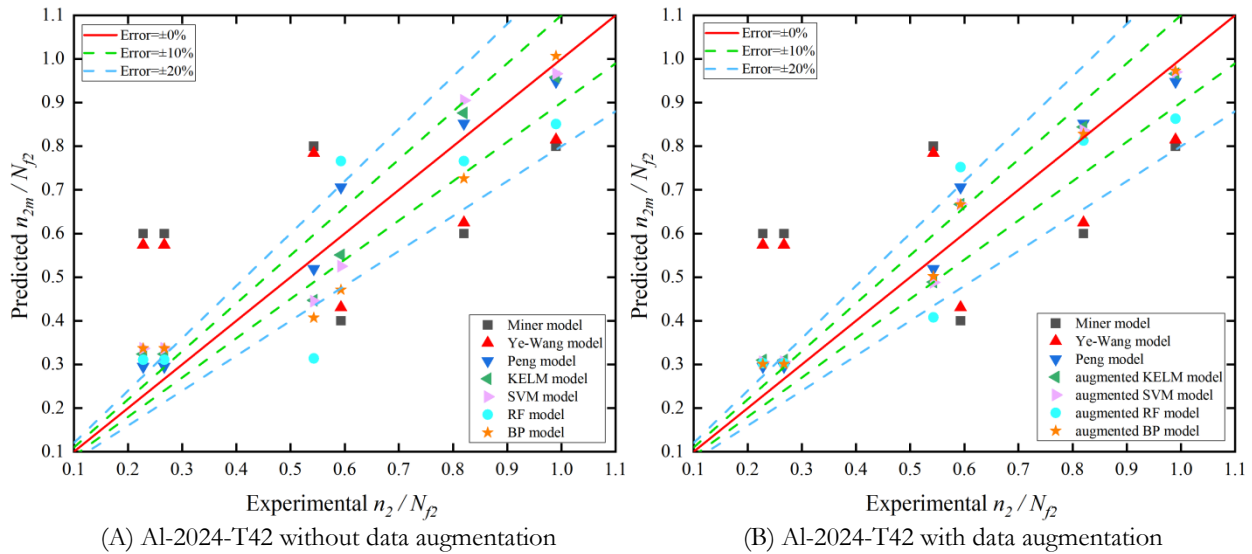 1.1
1.0
0.9
0.8
0.7
0.6
0.5
0.4
0.3
0.2
0.1
Predicted n2m / Nf2
Error=±0%
Error=±10%
Error=±20%
Miner model
Ye-Wang model
Peng model
KELM model
SVM model
RF model
BP model
0.1 0.2 0.3 0.4 0.5 0.6 0.7 0.8 0.9 1.0 1.1
Experimental n2 / Nf2
(A) Al-2024-T42 without data augmentation
1.1
1.0
0.9
0.8
0.7
0.6
0.5
0.4
0.3
0.2
0.1
Predicted n2m / Nf2
Error=±0%
Error=±10%
Error=±20%
Miner model
Ye-Wang model
Peng model
augmented KELM model
augmented SVM model
augmented RF model
augmented BP model
0.1 0.2 0.3 0.4 0.5 0.6 0.7 0.8 0.9 1.0 1.1
Experimental n2 / Nf2
(B) Al-2024-T42 with data augmentation